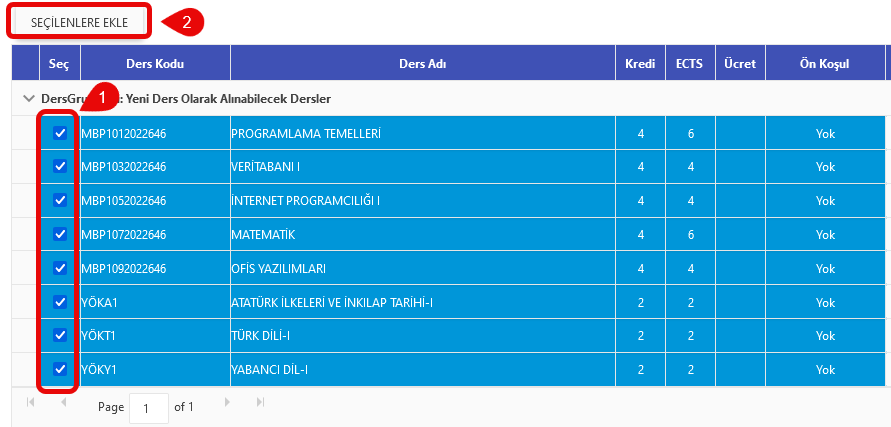 SEÇİLENLERE EKLE 2
Seç Ders Kodu Ders Adı Kredi ECTS Ücret Ön Koşul
1
: Yeni Ders Olarak Alınabilecek Dersler
MBP1012022646 PROGRAMLAMA TEMELLERİ 4 6 Yok
MBP1032022646 VERİTABANI I 4 4 Yok
MBP1052022646 İNTERNET PROGRAMCILIĞI I 4 4 Yok
MBP1072022646 MATEMATİK 4 6 Yok
MBP1092022646 OFİS YAZILIMLARI 4 4 Yok
YÖKA1 ATATÜRK İLKELERİ VE İNKILAP TARİHİ-I 2 2 Yok
YÖKT1 TÜRK DİLİ-I 2 2 Yok
YÖKY1 YABANCI DİL-I 2 2 Yok
Page 1 of 1